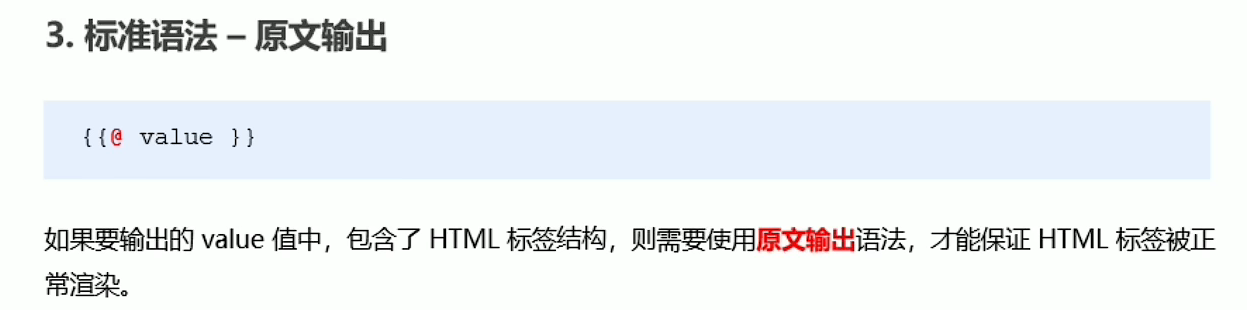 3. 标准语法 – 原文输出
{{@ value }}
如果要输出的 value 值中，包含了 HTML 标签结构，则需要使用原文输出语法，才能保证 HTML 标签被正
常渲染。